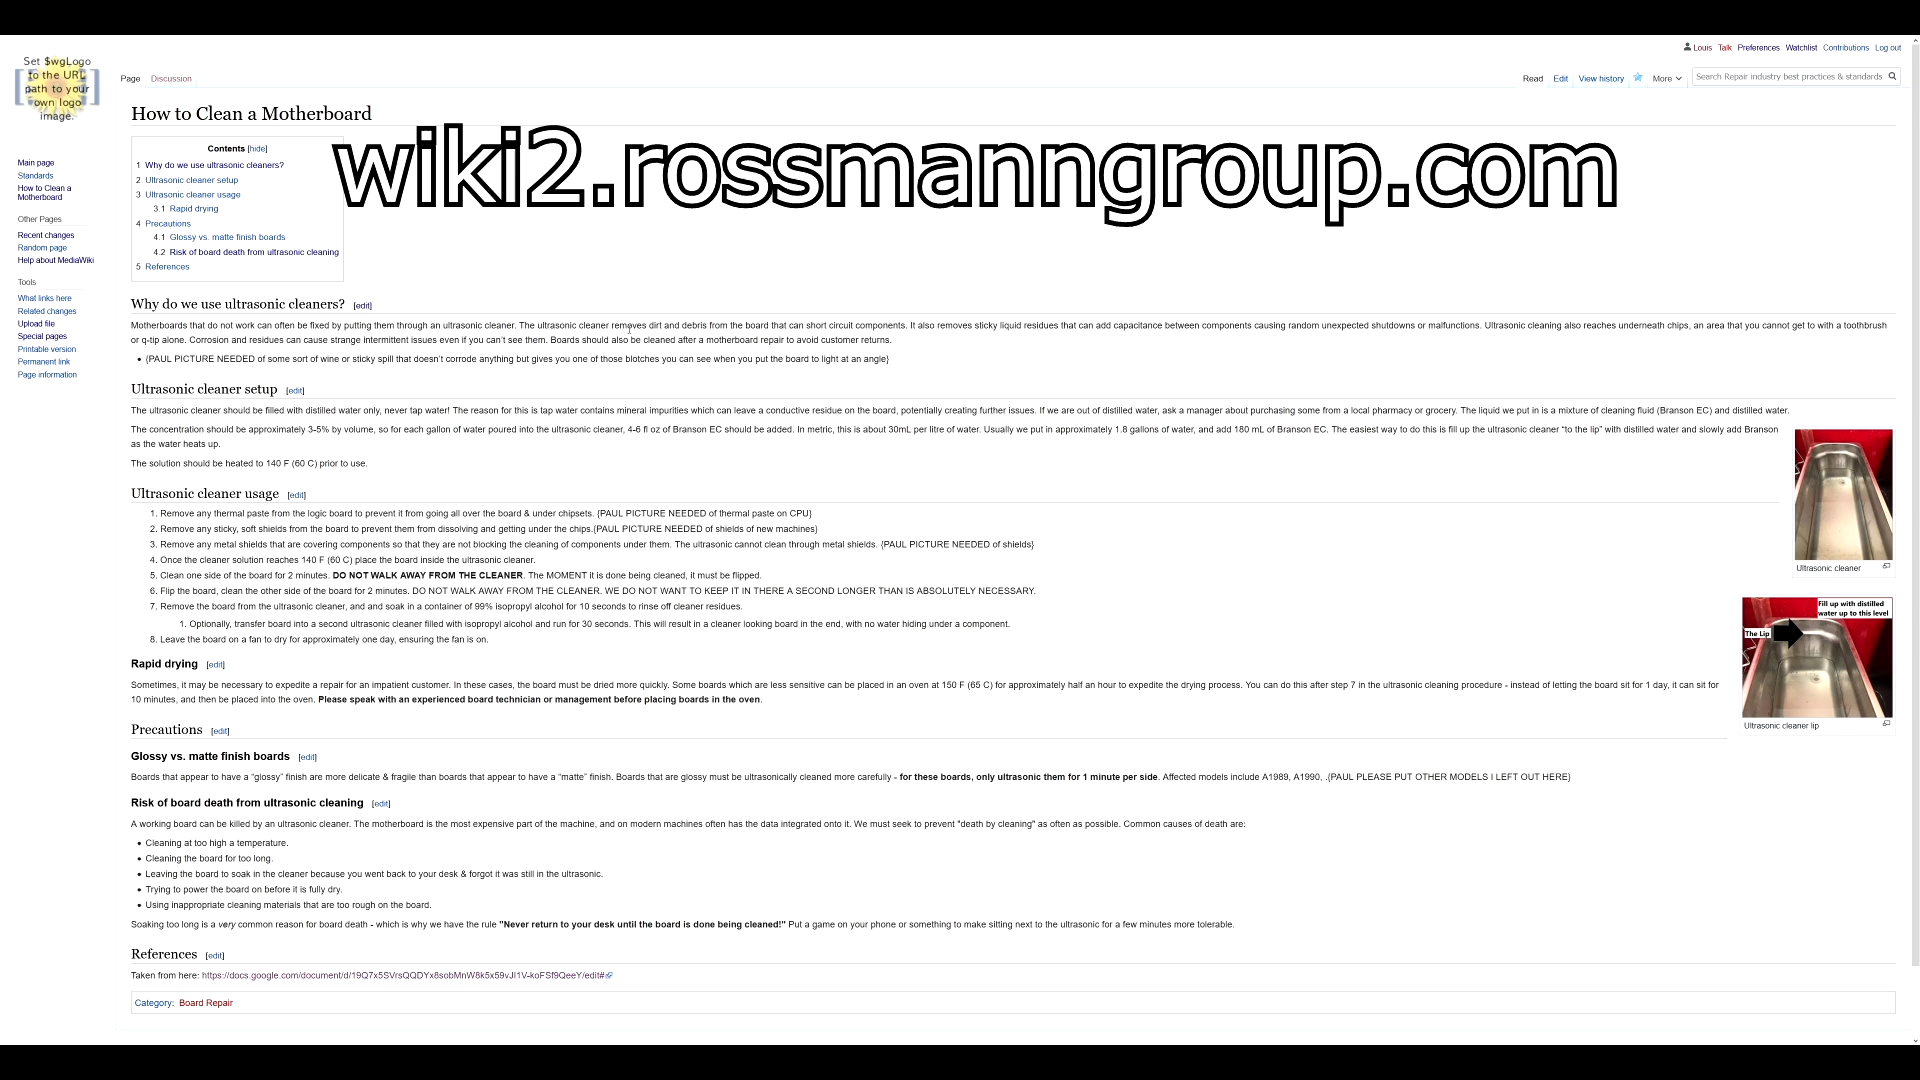 Louis Talk Preferences Watchlist Contributions Log out
Set $wgLogo
to the URL
path to your
own logo
image.
Page Discussion
Read Edit View history More
Search Repair industry best practices & standards
How to Clean a Motherboard
wiki2.rossmanngroup.com
Contents [hide]
1 Why do we use ultrasonic cleaners?
2 Ultrasonic cleaner setup
3 Ultrasonic cleaner usage
3.1 Rapid drying
4 Precautions
4.1 Glossy vs. matte finish boards
4.2 Risk of board death from ultrasonic cleaning
5 References
Main page
Standards
How to Clean a
Motherboard
Other Pages
Recent changes
Random page
Help about MediaWiki
Tools
What links here
Related changes
Upload file
Special pages
Printable version
Permanent link
Page information
Why do we use ultrasonic cleaners? [edit]
Motherboards that do not work can often be fixed by putting them through an ultrasonic cleaner. The ultrasonic cleaner removes dirt and debris from the board that can short circuit components. It also removes sticky liquid residues that can add capacitance between components causing random unexpected shutdowns or malfunctions. Ultrasonic cleaning also reaches underneath chips, an area that you cannot get to with a toothbrush
or q-tip alone. Corrosion and residues can cause strange intermittent issues even if you can't see them. Boards should also be cleaned after a motherboard repair to avoid customer returns.
• {PAUL PICTURE NEEDED of some sort of wine or sticky spill that doesn't corrode anything but gives you one of those blotches you can see when you put the board to light at an angle}
Ultrasonic cleaner setup [edit]
The ultrasonic cleaner should be filled with distilled water only, never tap water! The reason for this is tap water contains mineral impurities which can leave a conductive residue on the board, potentially creating further issues. If we are out of distilled water, ask a manager about purchasing some from a local pharmacy or grocery. The liquid we put in is a mixture of cleaning fluid (Branson EC) and distilled water.
The concentration should be approximately 3-5% by volume, so for each gallon of water poured into the ultrasonic cleaner, 4-6 fl oz of Branson EC should be added. In metric, this is about 30mL per litre of water. Usually we put in approximately 1.8 gallons of water, and add 180 mL of Branson EC. The easiest way to do this is fill up the ultrasonic cleaner “to the lip” with distilled water and slowly add Branson
as the water heats up.
The solution should be heated to 140 F (60 C) prior to use.
Ultrasonic cleaner
Ultrasonic cleaner usage [edit]
1. Remove any thermal paste from the logic board to prevent it from going all over the board & under chipsets. {PAUL PICTURE NEEDED of thermal paste on CPU}
2. Remove any sticky, soft shields from the board to prevent them from dissolving and getting under the chips.{PAUL PICTURE NEEDED of shields of new machines}
3. Remove any metal shields that are covering components so that they are not blocking the cleaning of components under them. The ultrasonic cannot clean through metal shields. {PAUL PICTURE NEEDED of shields}
4. Once the cleaner solution reaches 140 F (60 C) place the board inside the ultrasonic cleaner.
5. Clean one side of the board for 2 minutes. DO NOT WALK AWAY FROM THE CLEANER. The MOMENT it is done being cleaned, it must be flipped.
6. Flip the board, clean the other side of the board for 2 minutes. DO NOT WALK AWAY FROM THE CLEANER. WE DO NOT WANT TO KEEP IT IN THERE A SECOND LONGER THAN IS ABSOLUTELY NECESSARY.
7. Remove the board from the ultrasonic cleaner, and and soak in a container of 99% isopropyl alcohol for 10 seconds to rinse off cleaner residues.
1. Optionally, transfer board into a second ultrasonic cleaner filled with isopropyl alcohol and run for 30 seconds. This will result in a cleaner looking board in the end, with no water hiding under a component.
8. Leave the board on a fan to dry for approximately one day, ensuring the fan is on.
Fill up with distilled
water up to this level
The Lip
Ultrasonic cleaner lip
Rapid drying [edit]
Sometimes, it may be necessary to expedite a repair for an impatient customer. In these cases, the board must be dried more quickly. Some boards which are less sensitive can be placed in an oven at 150 F (65 C) for approximately half an hour to expedite the drying process. You can do this after step 7 in the ultrasonic cleaning procedure - instead of letting the board sit for 1 day, it can sit for
10 minutes, and then be placed into the oven. Please speak with an experienced board technician or management before placing boards in the oven.
Precautions [edit]
Glossy vs. matte finish boards [edit]
Boards that appear to have a “glossy” finish are more delicate & fragile than boards that appear to have a “matte” finish. Boards that are glossy must be ultrasonically cleaned more carefully - for these boards, only ultrasonic them for 1 minute per side. Affected models include A1989, A1990, .{PAUL PLEASE PUT OTHER MODELS I LEFT OUT HERE}
Risk of board death from ultrasonic cleaning [edit]
A working board can be killed by an ultrasonic cleaner. The motherboard is the most expensive part of the machine, and on modern machines often has the data integrated onto it. We must seek to prevent "death by cleaning" as often as possible. Common causes of death are:
• Cleaning at too high a temperature.
• Cleaning the board for too long.
• Leaving the board to soak in the cleaner because you went back to your desk & forgot it was still in the ultrasonic.
• Trying to power the board on before it is fully dry.
• Using inappropriate cleaning materials that are too rough on the board.
Soaking too long is a very common reason for board death - which is why we have the rule "Never return to your desk until the board is done being cleaned!" Put a game on your phone or something to make sitting next to the ultrasonic for a few minutes more tolerable.
References [edit]
Taken from here: https://docs.google.com/document/d/19Q7x5SVrsQQDYx8sobMnW8k5x59vJI1V-koFSf9QeeY/edit#
Category: Board Repair